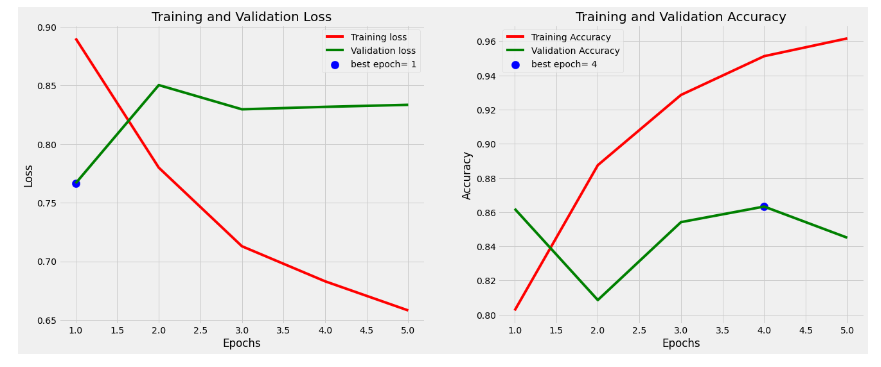 Training and Validation Loss
Training loss
Validation loss
best epoch= 1
0.90
0.85
0.80
0.75
0.70
0.65
Loss
1.0 1.5 2.0 2.5 3.0 3.5 4.0 4.5 5.0
Epochs
Training and Validation Accuracy
Training Accuracy
Validation Accuracy
best epoch= 4
0.96
0.94
0.92
0.90
0.88
0.86
0.84
0.82
0.80
Accuracy
1.0 1.5 2.0 2.5 3.0 3.5 4.0 4.5 5.0
Epochs